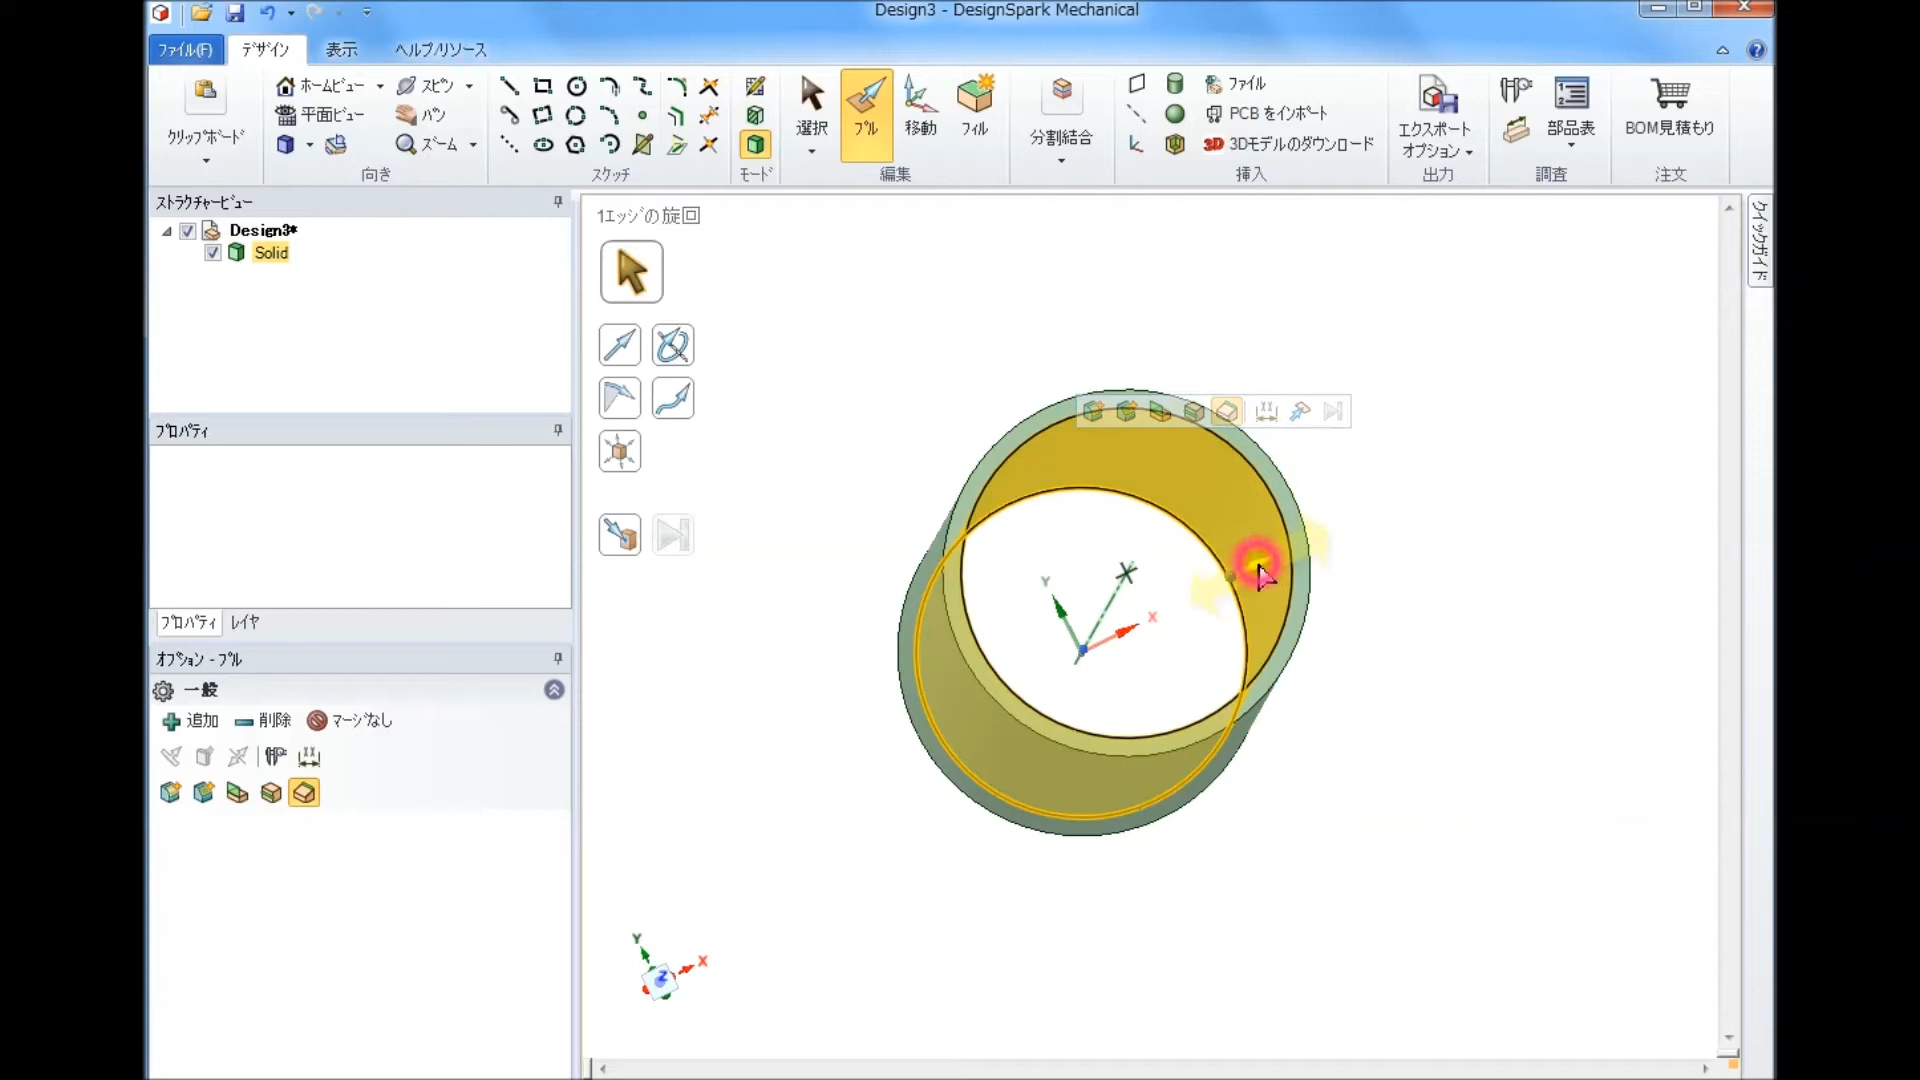 Design3 - DesignSpark Mechanical
ファイル(F)
デザイン
表示
ヘルプ/リソース
クリップボード
ホームビュー
スピン
平面ビュー
パン
ズーム
向き
スケッチ
モード
選択
プル
移動
フィル
編集
分割結合
ファイル
PCB をインポート
3D 3Dモデルのダウンロード
挿入
エクスポート
オプション
出力
部品表
調査
BOM見積もり
注文
ストラクチャービュー
Design3*
Solid
プロパティ
プロパティ
レイヤ
オプション - プル
一般
追加
削除
マージなし
1エッジの旋回
クイックガイド
Y
X
Y
X
Z